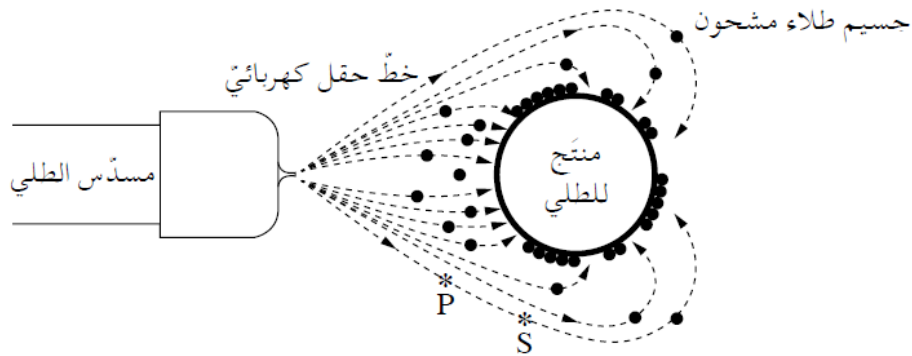 جسيم طلاء مشحون
خطّ حقل كهربائيّ
مسدّس الطلي
منتَج
للطلي
* P
* S